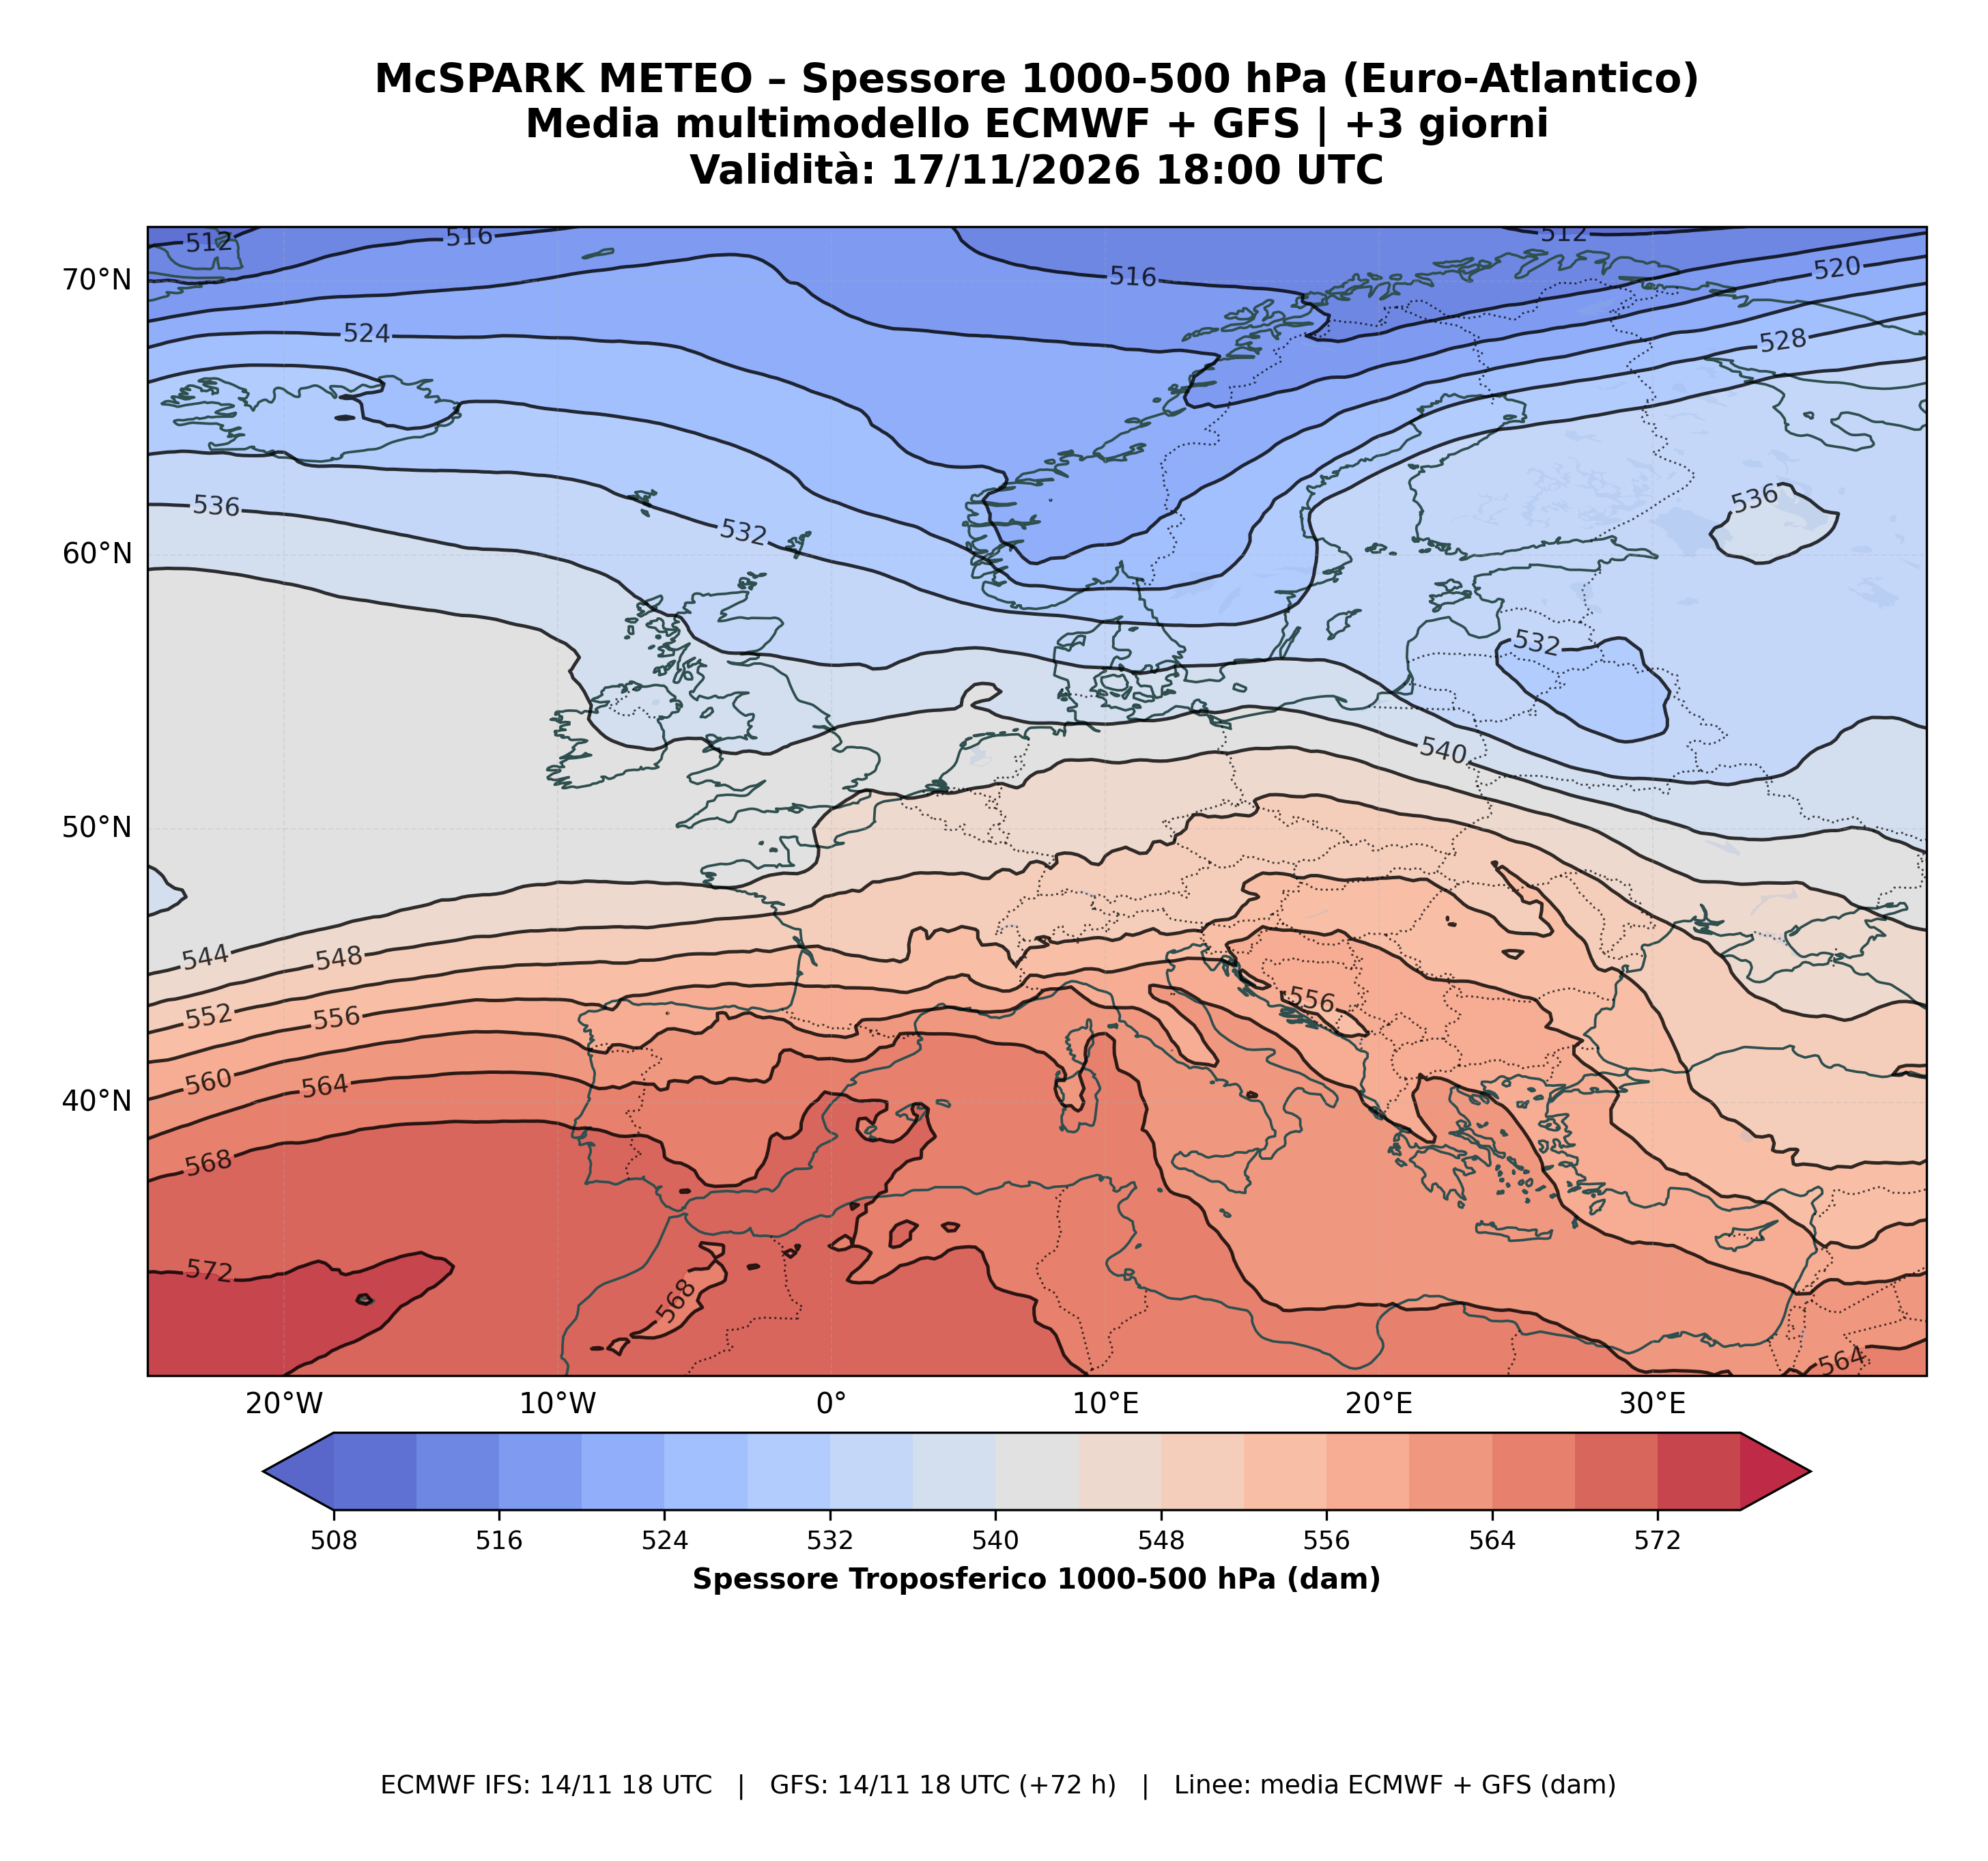 McSPARK METEO – Spessore 1000-500 hPa (Euro-Atlantico)
Media multimodello ECMWF + GFS | +3 giorni
Validità: 17/11/2026 18:00 UTC
512
516
512
70°N
516
520
524
528
536
532
536
60°N
532
540
50°N
544
548
552
556
556
560
564
40°N
568
572
568
564
20°W
10°W
0°
10°E
20°E
30°E
508
516
524
532
540
548
556
564
572
Spessore Troposferico 1000-500 hPa (dam)
ECMWF IFS: 14/11 18 UTC | GFS: 14/11 18 UTC (+72 h) | Linee: media ECMWF + GFS (dam)